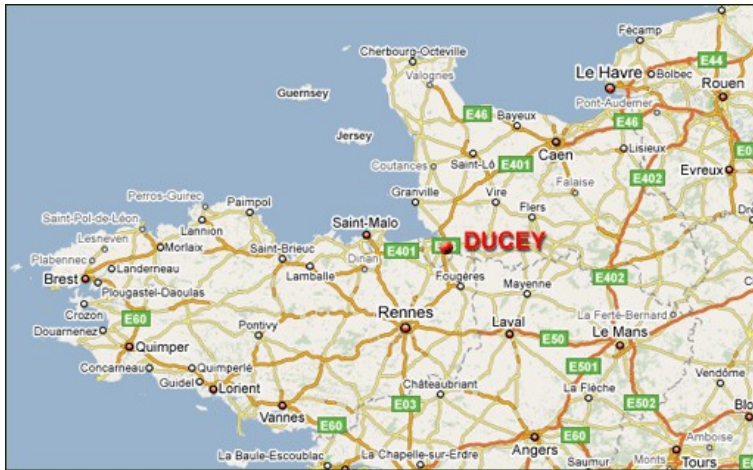 Fécamp
Cherbourg-Octeville
E44
Valognes
Le Havre
Bolbec
Rouen
Guernsey
Pont-Audemer
E46
Bayeux
E46
Jersey
Caen
Lisieux
Saint-Lô
E401
Coutances
E402
Evreux
Granville
Vire
Falaise
Perros-Guirec
Paimpol
Flers
Saint-Pol-de-Léon
Lannion
Saint-Malo
Lesneven
Morlaix
E401
DUCEY
Plabennec
Landerneau
Saint-Brieuc
Dinan
Lamballe
Brest
Plougastel-Daoulas
Fougères
Mayenne
E402
Crozon
E60
Rennes
La Ferté-Bernard
Douarnenez
Pontivy
Laval
E50
Le Mans
Quimper
Concarneau
Quimperlé
E501
Guidel
Lorient
Châteaubriant
La Flèche
Vendôme
Vannes
E03
E502
E60
Angers
E60
Amboise
La Baule-Escoublac
La Chapelle-sur-Erdre
Saumur
Monts
Tours